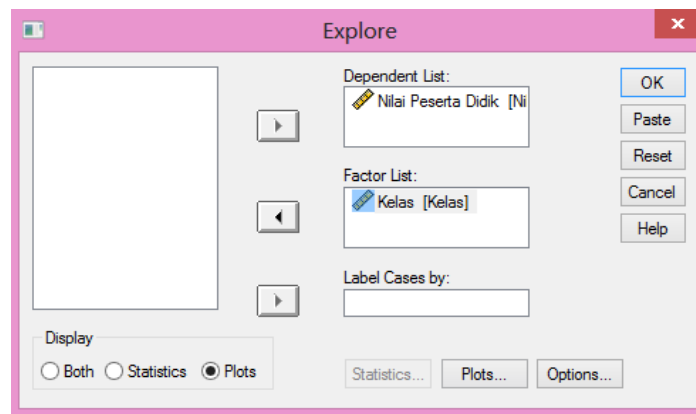 Explore
x
Dependent List:
Nilai Peserta Didik [Ni
Factor List:
Kelas [Kelas]
Label Cases by:
OK
Paste
Reset
Cancel
Help
Display
Both Statistics Plots
Statistics... Plots... Options...